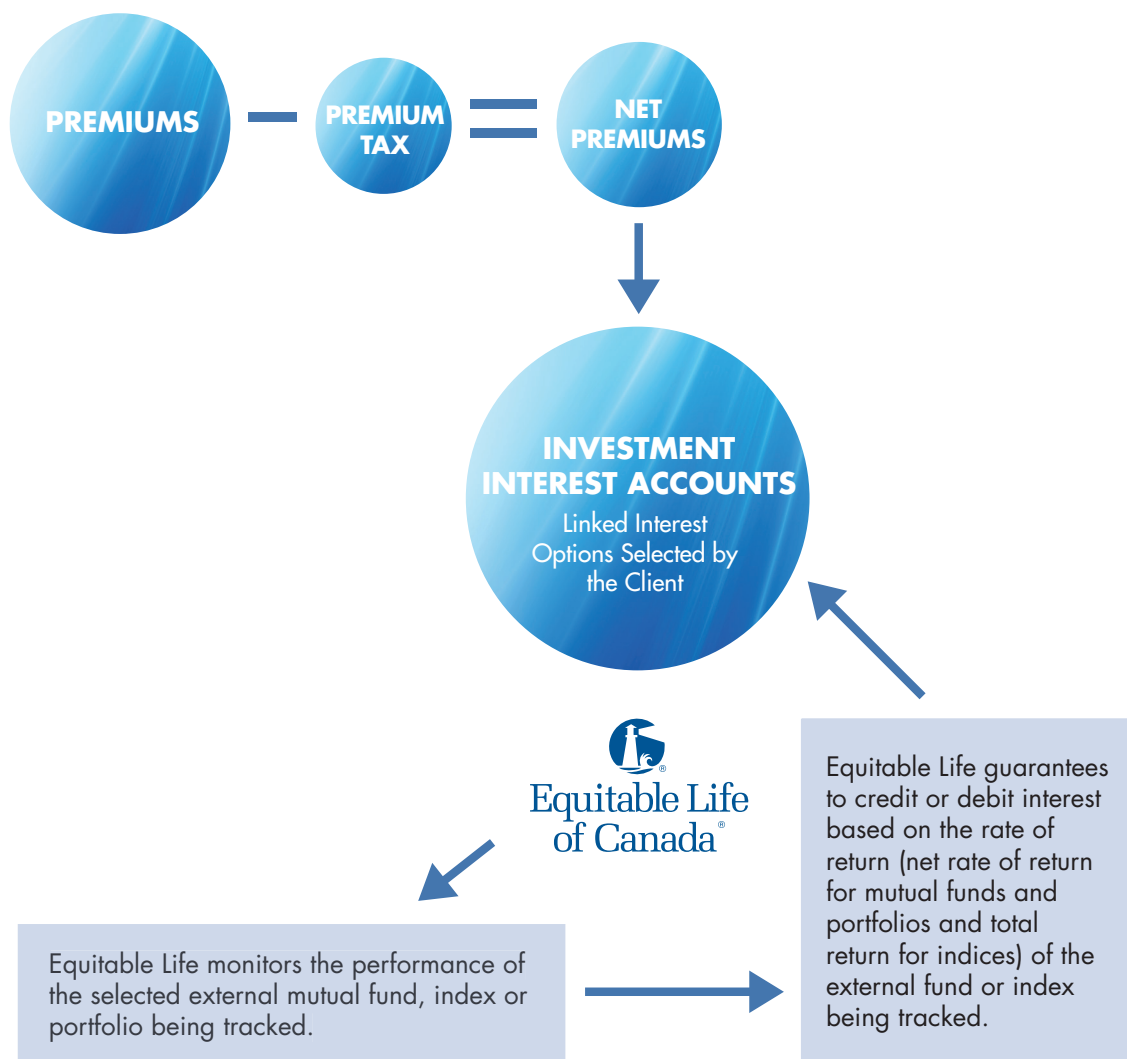 PREMIUMS
PREMIUM
TAX
NET
PREMIUMS
INVESTMENT
INTEREST ACCOUNTS
Linked Interest
Options Selected by
the Client
Equitable Life
of Canada®
Equitable Life monitors the performance of
the selected external mutual fund, index or
portfolio being tracked.
Equitable Life guarantees
to credit or debit interest
based on the rate of
return (net rate of return
for mutual funds and
portfolios and total
return for indices) of the
external fund or index
being tracked.